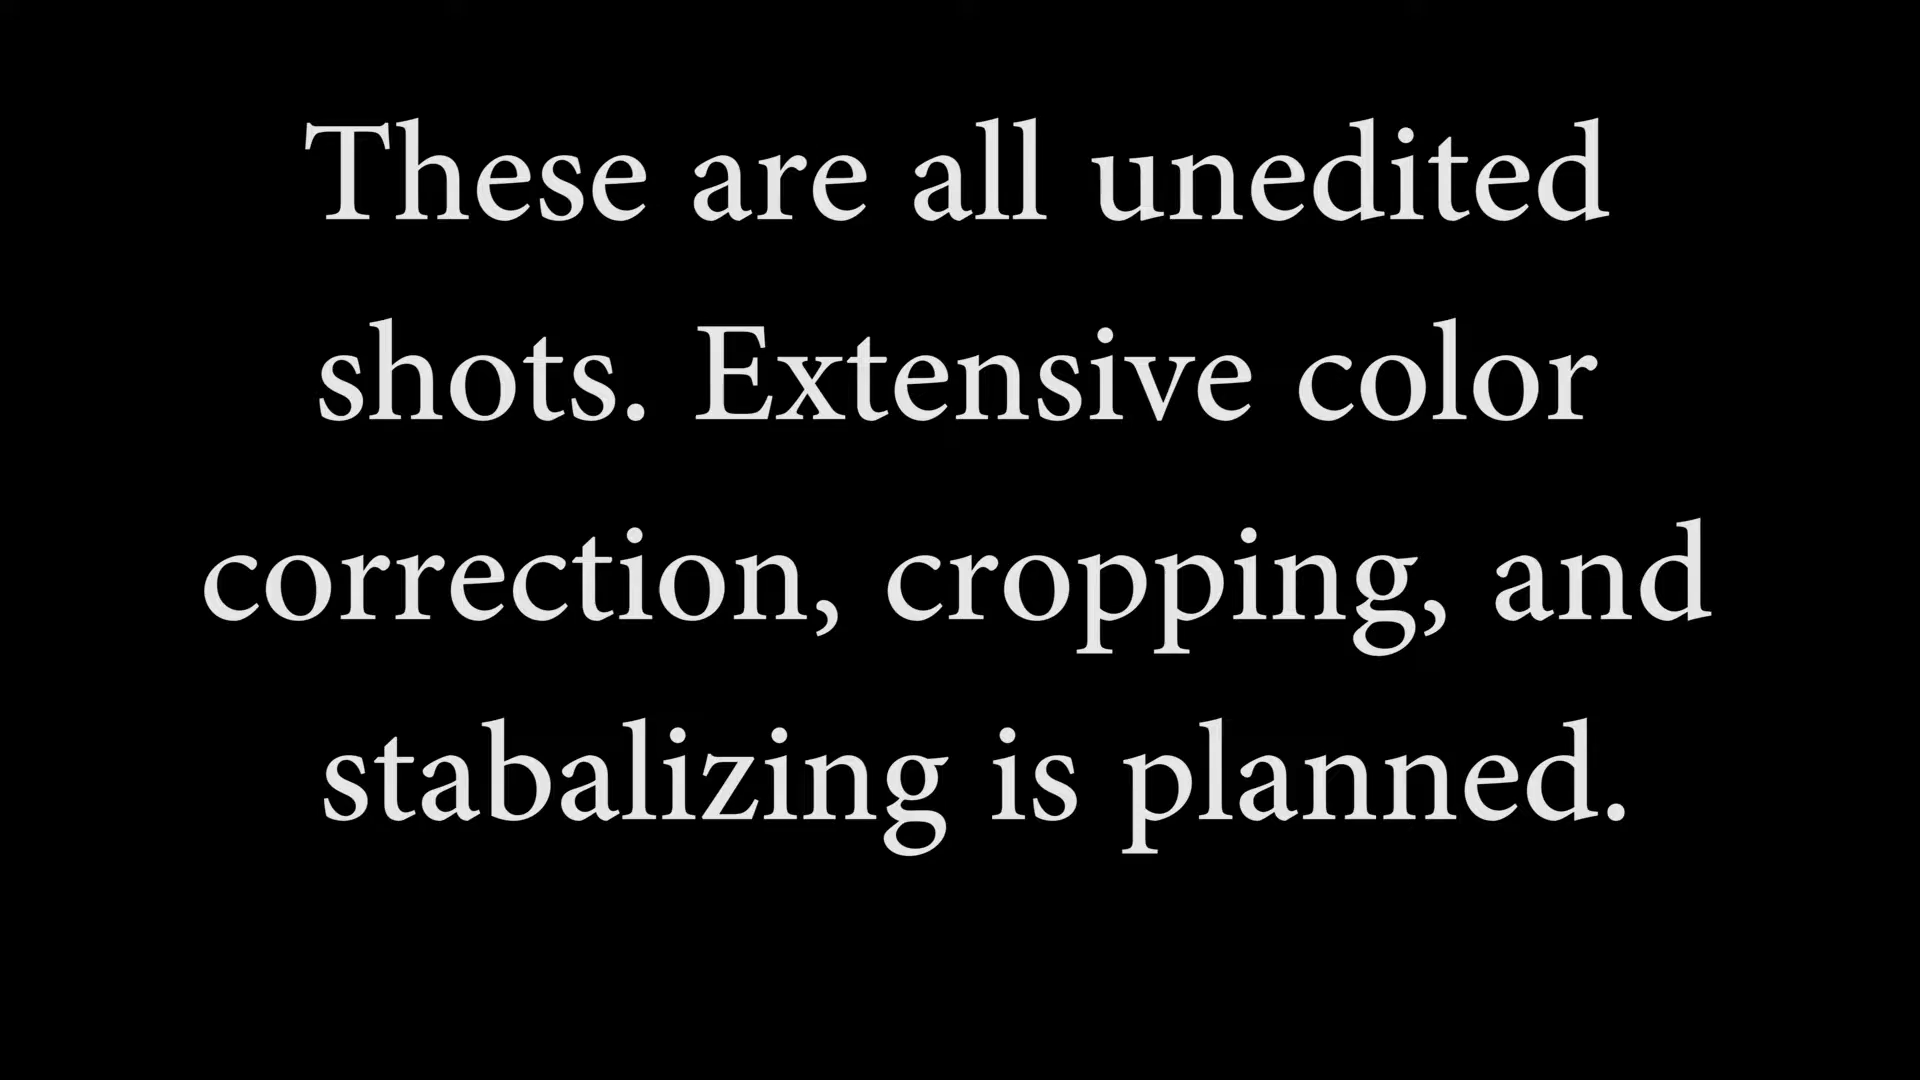 These are all unedited
shots. Extensive color
correction, cropping, and
stabalizing is planned.